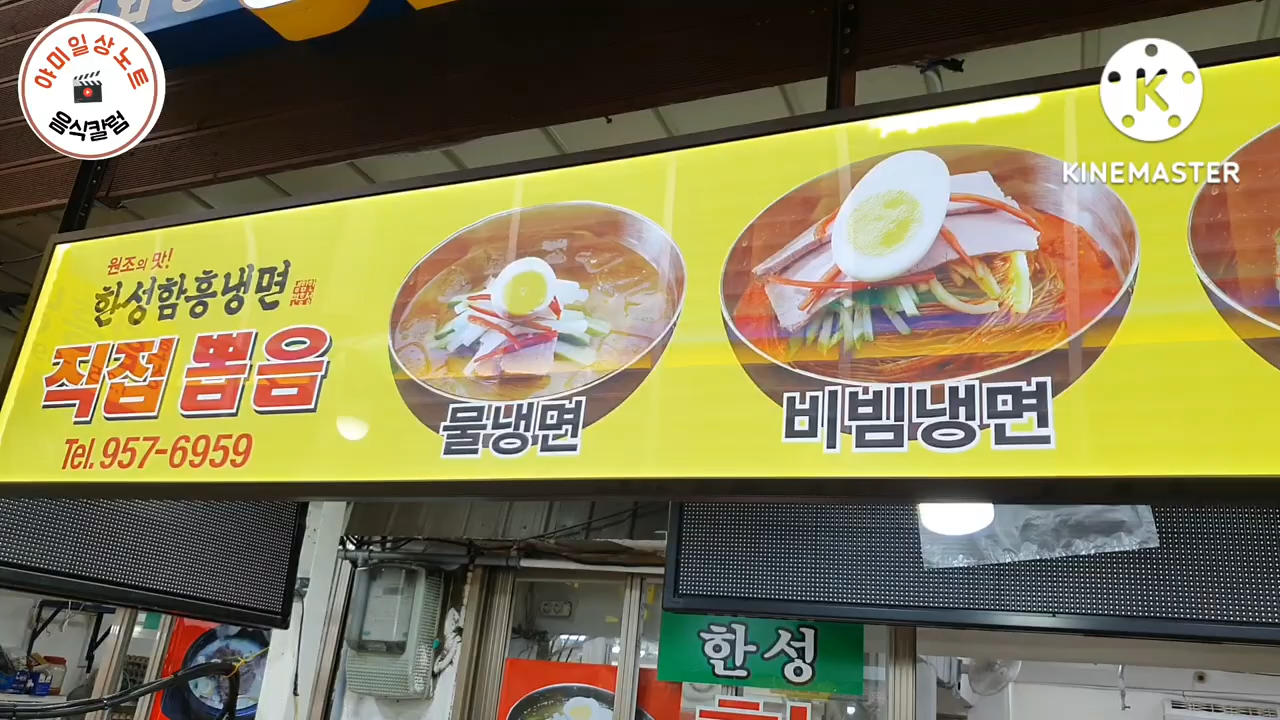 야미일상노트
음식칼럼
K
KINEMASTER
원조의 맛!
한성함흥냉면
직접 뽑음
Tel. 957-6959
물냉면
비빔냉면
한성